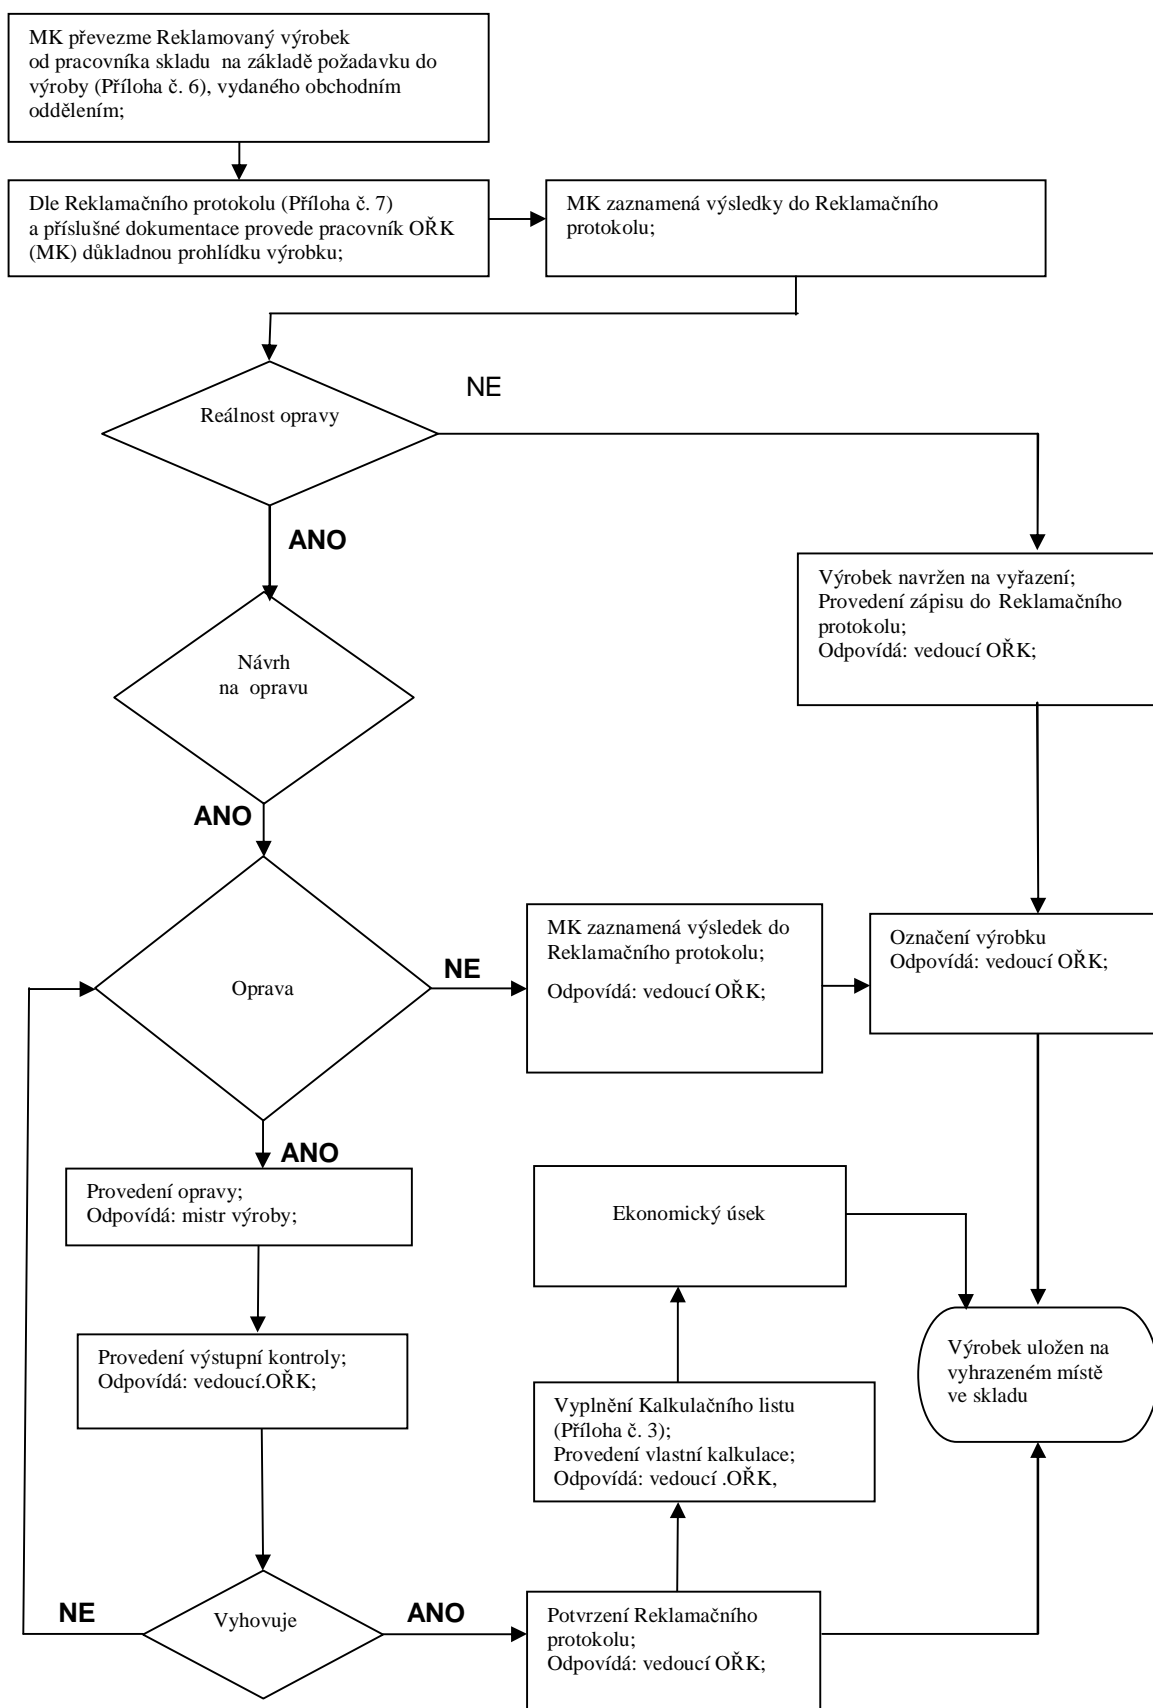 MK převezme Reklamovaný výrobek
od pracovníka skladu na základě požadavku do
výroby (Příloha č. 6), vydaného obchodním
oddělením;
Dle Reklamačního protokolu (Příloha č. 7)
a příslušné dokumentace provede pracovník OŘK
(MK) důkladnou prohlídku výrobku;
MK zaznamená výsledky do Reklamačního
protokolu;
Reálnost opravy
NE
ANO
Výrobek navržen na vyřazení;
Provedení zápisu do Reklamačního
protokolu;
Odpovídá: vedoucí OŘK;
Návrh
na opravu
ANO
Oprava
NE
MK zaznamená výsledek do
Reklamačního protokolu;
Odpovídá: vedoucí OŘK;
Označení výrobku
Odpovídá: vedoucí OŘK;
ANO
Provedení opravy;
Odpovídá: mistr výroby;
Ekonomický úsek
Provedení výstupní kontroly;
Odpovídá: vedoucí.OŘK;
Vyplnění Kalkulačního listu
(Příloha č. 3);
Provedení vlastní kalkulace;
Odpovídá: vedoucí .OŘK,
Výrobek uložen na
vyhrazeném místě
ve skladu
NE
Vyhovuje
ANO
Potvrzení Reklamačního
protokolu;
Odpovídá: vedoucí OŘK;